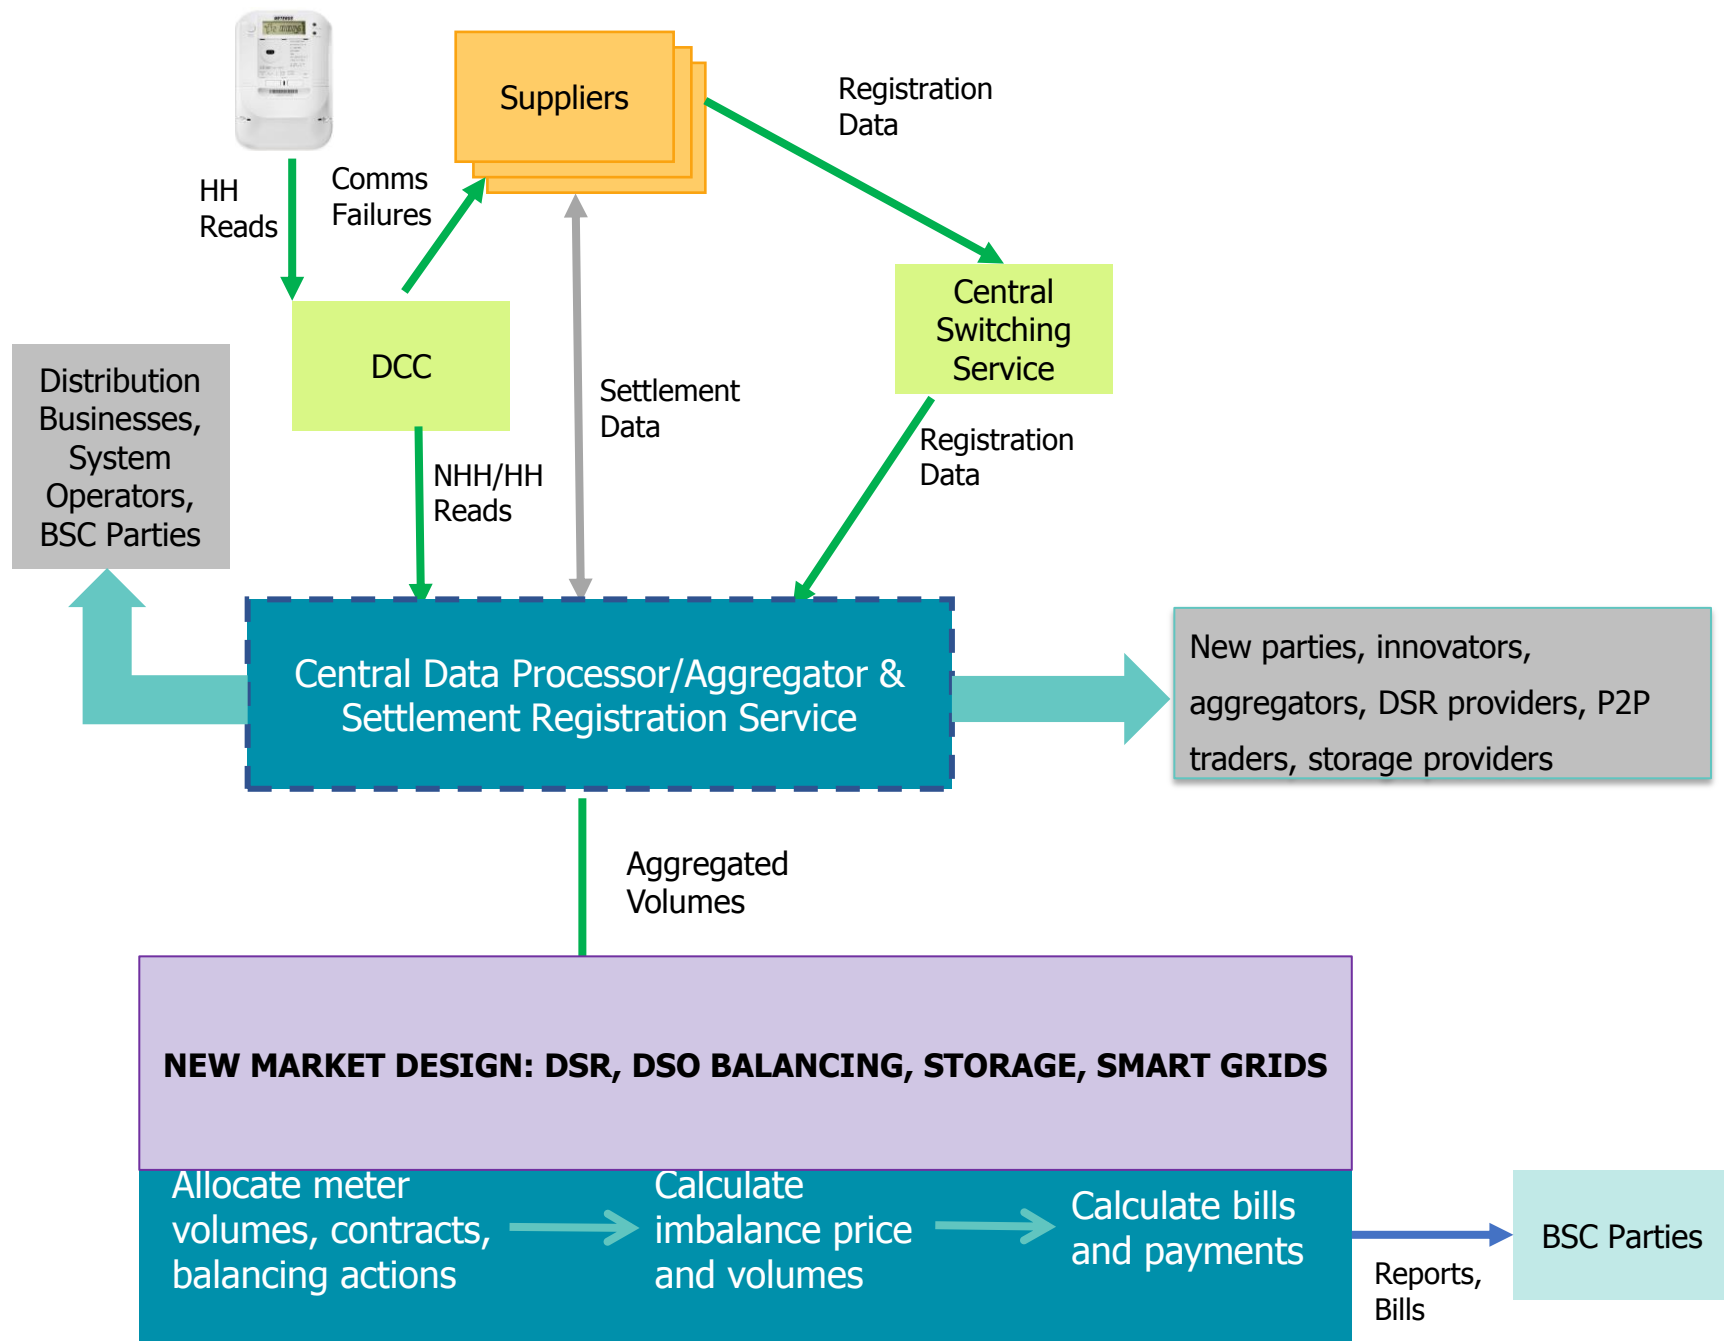 Suppliers
Registration
Data
HH
Reads
Comms
Failures
Central
Switching
Service
DCC
Distribution
Businesses,
System
Operators,
BSC Parties
Settlement
Data
Registration
Data
NHH/HH
Reads
Central Data Processor/Aggregator &
Settlement Registration Service
New parties, innovators,
aggregators, DSR providers, P2P
traders, storage providers
Aggregated
Volumes
NEW MARKET DESIGN: DSR, DSO BALANCING, STORAGE, SMART GRIDS
Allocate meter
volumes, contracts,
balancing actions
Calculate
imbalance price
and volumes
Calculate bills
and payments
BSC Parties
Reports,
Bills